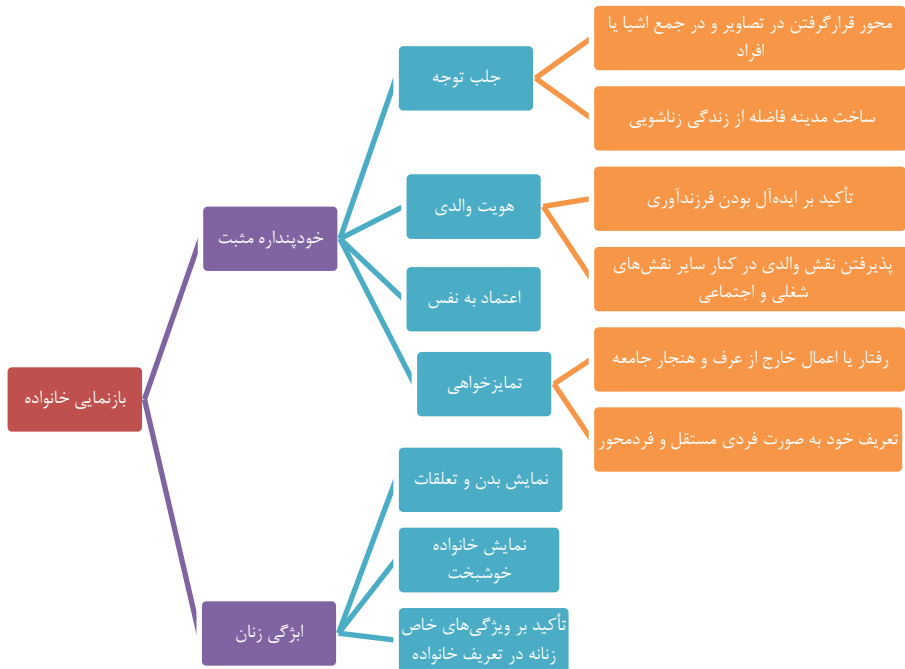 بازنمایی خانواده
خودپنداره مثبت
جلب توجه
محور قرارگرفتن در تصاویر و در جمع اشیا یا
افراد
ساخت مدینه فاضله از زندگی زناشویی
هویت والدی
تأکید بر ایده‌آل بودن فرزندآوری
پذیرفتن نقش والدی در کنار سایر نقش‌های
شغلی و اجتماعی
اعتماد به نفس
تمایزخواهی
رفتار یا اعمال خارج از عرف و هنجار جامعه
تعریف خود به صورت فردی مستقل و فردمحور
ابژگی زنان
نمایش بدن و تعلقات
نمایش خانواده
خوشبخت
تأکید بر ویژگی‌های خاص
زنانه در تعریف خانواده